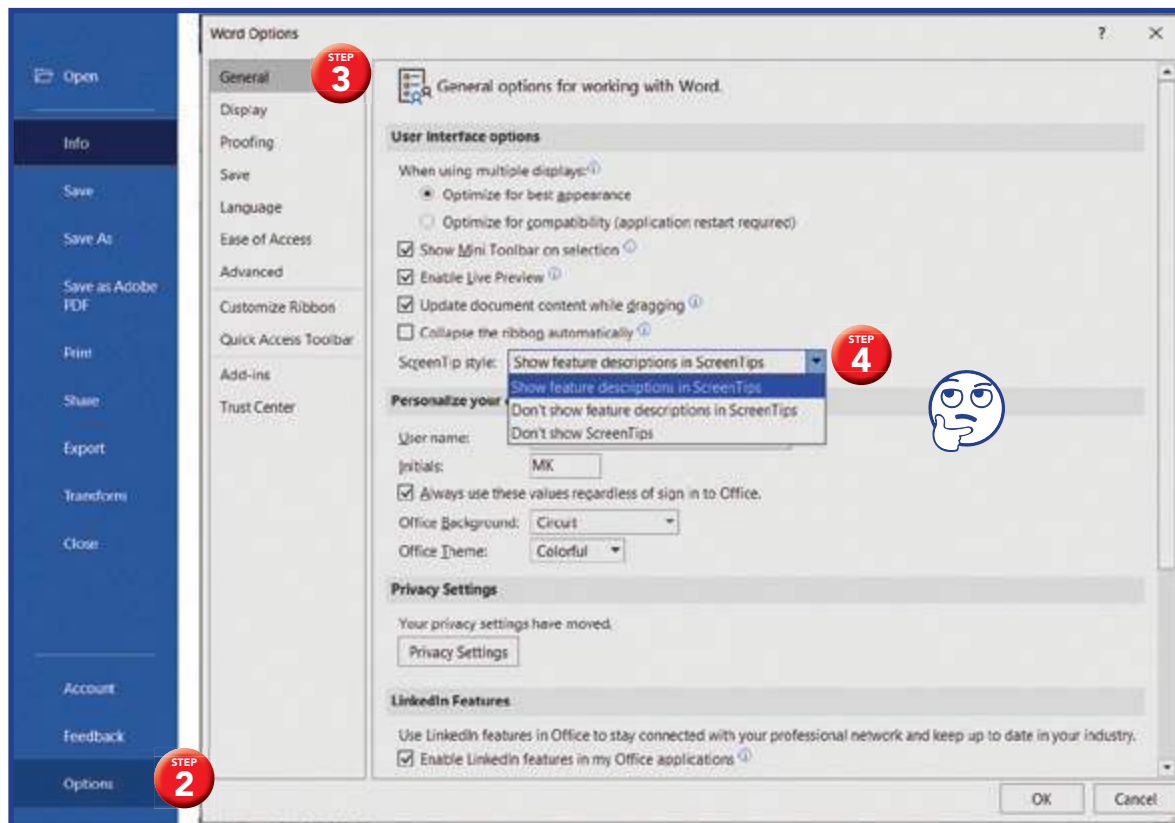 Open
Info
Save
Save As
Save as Adobe
PDF
Print
Share
Export
Transform
Close
Account
Feedback
Options
STEP
2
Word Options
?
General
STEP
3
Display
Proofing
Save
Language
Ease of Access
Advanced
Customize Ribbon
Quick Access Toolbar
Add-ins
Trust Center
General options for working with Word.
User Interface options
When using multiple displays:
Optimize for best appearance
Optimize for compatibility (application restart required)
Show Mini Toolbar on selection
Enable Live Preview
Update document content while dragging
Collapse the ribbon automatically
ScreenTip style: Show feature descriptions in ScreenTips
STEP
4
Show feature descriptions in ScreenTips
Don't show feature descriptions in ScreenTips
Don't show ScreenTips
Personalize your
User name:
Initials: MK
Always use these values regardless of sign in to Office.
Office Background: Circuit
Office Theme: Colorful
Privacy Settings
Your privacy settings have moved.
Privacy Settings
LinkedIn Features
Use LinkedIn features in Office to stay connected with your professional network and keep up to date in your industry.
Enable LinkedIn features in my Office applications
OK Cancel